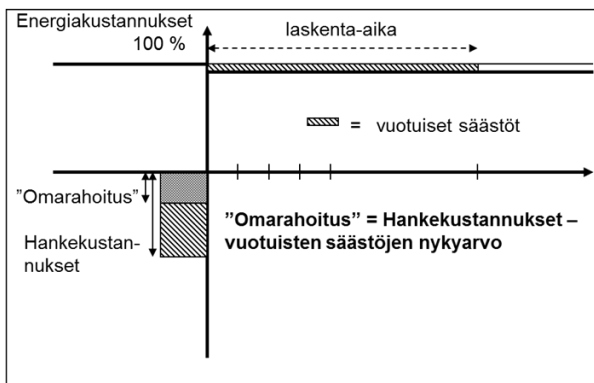 Energiakustannukset
100 %
laskenta-aika
= vuotuiset säästöt
”Omarahoitus”
Hankekustan-
nukset
”Omarahoitus” = Hankekustannukset –
vuotuisten säästöjen nykyarvo